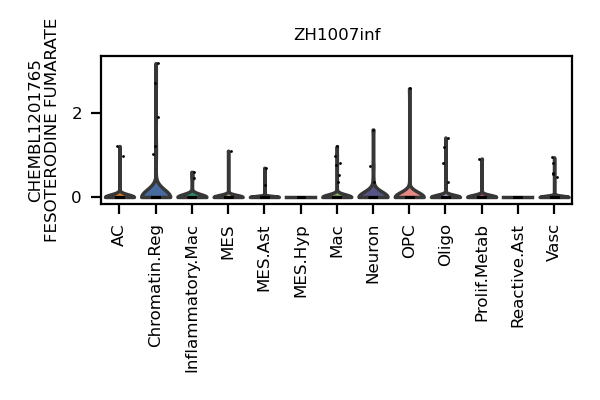 ZH1007inf
CHEMBL1201765
FESOTERODINE FUMARATE
2
0
AC
Chromatin.Reg
Inflammatory.Mac
MES
MES.Ast
MES.Hyp
Mac
Neuron
OPC
Oligo
Prolif.Metab
Reactive.Ast
Vasc